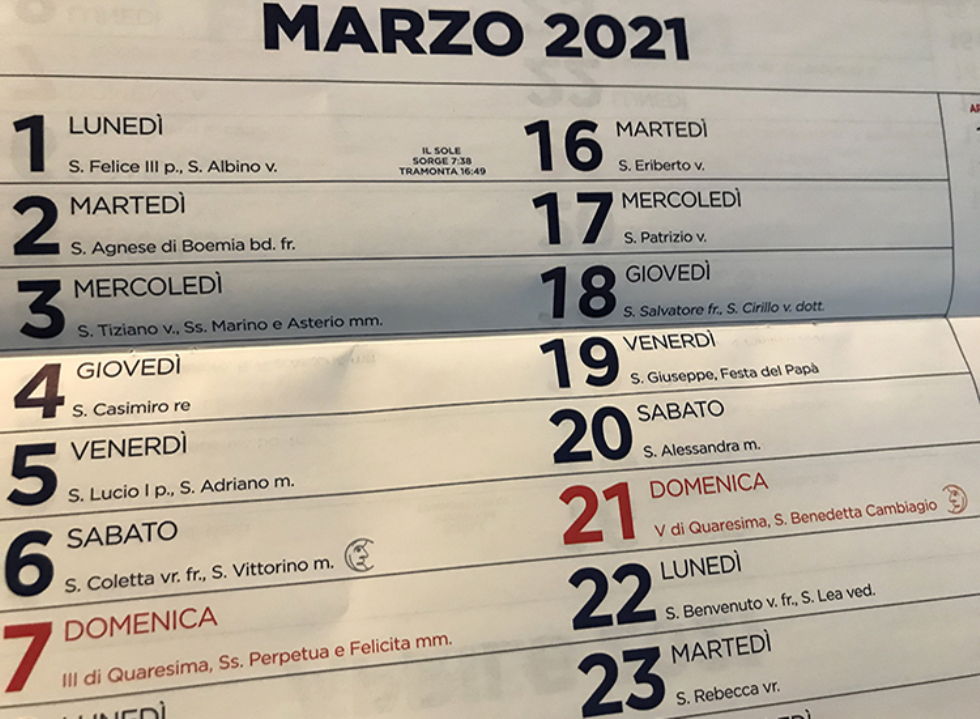 MARZO 2021
1 LUNEDÌ
S. Felice III p., S. Albino v.
IL SOLE
SORGE 7:38
TRAMONTA 16:49
2 MARTEDÌ
S. Agnese di Boemia bd. fr.
3 MERCOLEDÌ
S. Tiziano v., Ss. Marino e Asterio mm.
4 GIOVEDÌ
S. Casimiro re
5 VENERDÌ
S. Lucio I p., S. Adriano m.
6 SABATO
S. Coletta vr. fr., S. Vittorino m.
7 DOMENICA
III di Quaresima, Ss. Perpetua e Felicita mm.
LUNEDÌ
16 MARTEDÌ
S. Eriberto v.
17 MERCOLEDÌ
S. Patrizio v.
18 GIOVEDÌ
S. Salvatore fr., S. Cirillo v. dott.
19 VENERDÌ
S. Giuseppe, Festa del Papà
20 SABATO
S. Alessandra m.
21 DOMENICA
V di Quaresima, S. Benedetta Cambiagio
22 LUNEDÌ
S. Benvenuto v. fr., S. Lea ved.
23 MARTEDÌ
S. Rebecca vr.